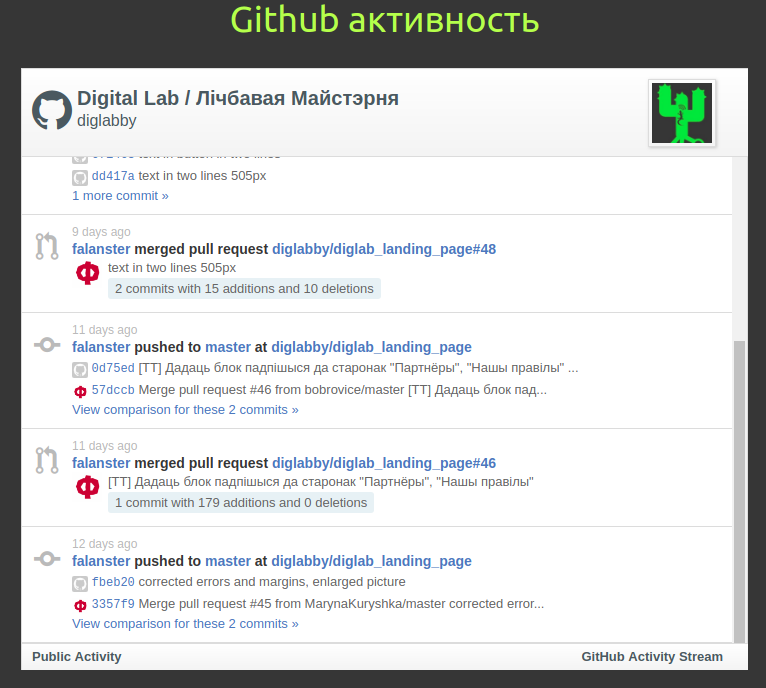 Github активность
Digital Lab / Лічбавая Майстэрня
diglabby
text in button in two lines
dd417a text in two lines 505px
1 more commit »
9 days ago
falanster merged pull request diglabby/diglab_landing_page#48
text in two lines 505px
2 commits with 15 additions and 10 deletions
11 days ago
falanster pushed to master at diglabby/diglab_landing_page
0d75ed [ТТ] Дадаць блок падпішыся да старонак "Партнёры", "Нашы правілы" ...
57dccb Merge pull request #46 from bobrovice/master [ТТ] Дадаць блок пад...
View comparison for these 2 commits »
11 days ago
falanster merged pull request diglabby/diglab_landing_page#46
[ТТ] Дадаць блок падпішыся да старонак "Партнёры", "Нашы правілы"
1 commit with 179 additions and 0 deletions
12 days ago
falanster pushed to master at diglabby/diglab_landing_page
fbeb20 corrected errors and margins, enlarged picture
3357f9 Merge pull request #45 from MarynaKuryshka/master corrected error...
View comparison for these 2 commits »
Public Activity
GitHub Activity Stream